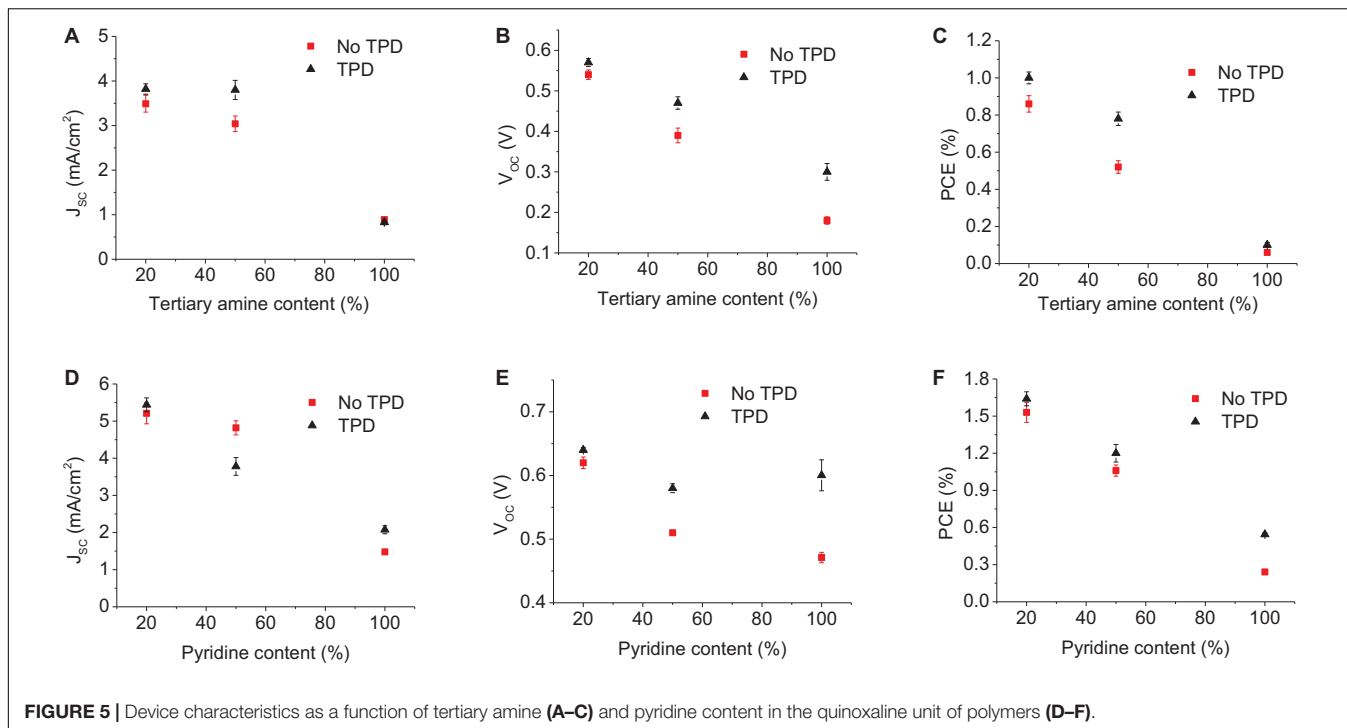 A
No TPD
TPD
5
4
3
2
1
0
J_SC (mA/cm²)
20 40 60 80 100
Tertiary amine content (%)
B
No TPD
TPD
0.6
0.5
0.4
0.3
0.2
0.1
V_OC (V)
20 40 60 80 100
Tertiary amine content (%)
C
No TPD
TPD
1.2
1.0
0.8
0.6
0.4
0.2
0.0
PCE (%)
20 40 60 80 100
Tertiary amine content (%)
D
No TPD
TPD
6
5
4
3
2
1
0
J_SC (mA/cm²)
20 40 60 80 100
Pyridine content (%)
E
No TPD
TPD
0.7
0.6
0.5
0.4
V_OC (V)
20 40 60 80 100
Pyridine content (%)
F
No TPD
TPD
1.8
1.5
1.2
0.9
0.6
0.3
0.0
PCE (%)
20 40 60 80 100
Pyridine content (%)
FIGURE 5 | Device characteristics as a function of tertiary amine (A–C) and pyridine content in the quinoxaline unit of polymers (D–F).